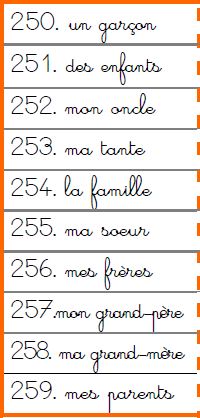 250. un garçon
251. des enfants
252. mon oncle
253. ma tante
254. la famille
255. ma soeur
256. mes frères
257.mon grand-père
258. ma grand-mère
259. mes parents